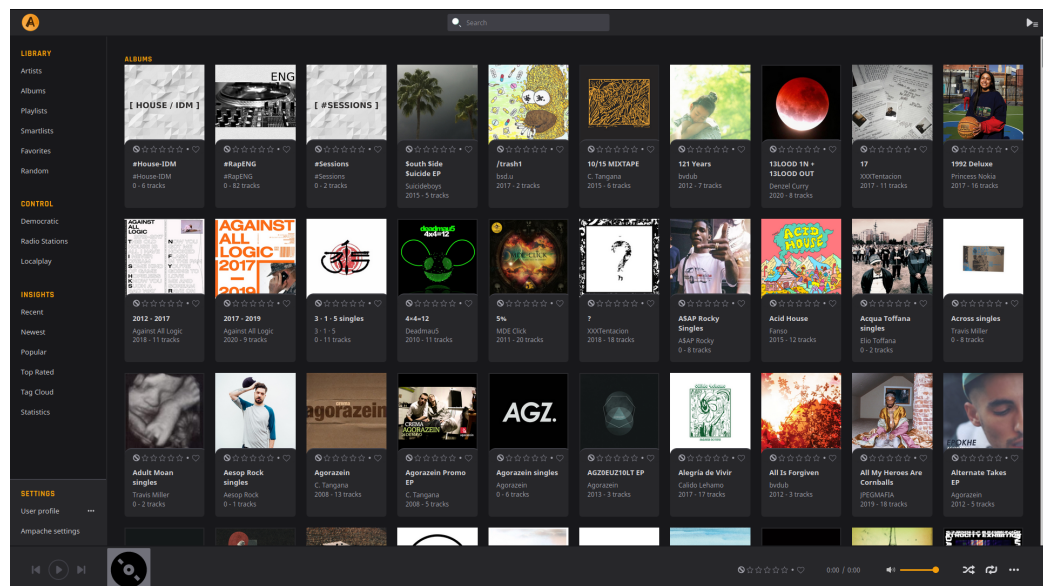 Search
LIBRARY
Artists
Albums
Playlists
Smartlists
Favorites
Random
CONTROL
Democratic
Radio Stations
Localplay
INSIGHTS
Recent
Newest
Popular
Top Rated
Tag Cloud
Statistics
SETTINGS
User profile
Ampache settings
ALBUMS
[ HOUSE / IDM ]
#House-IDM
#House-IDM
0 - 6 tracks
ENG
#RapENG
#RapENG
0 - 82 tracks
[ #SESSIONS ]
#Sessions
#Sessions
0 - 2 tracks
$outh $ide
$uicide EP
Suicideboys
2015 - 5 tracks
/trash1
bsd.u
2017 - 2 tracks
10/15 MIXTAPE
C. Tangana
2015 - 6 tracks
121 Years
bvdub
2012 - 7 tracks
13LOOD 1N +
13LOOD OUT
Denzel Curry
2020 - 8 tracks
17
XXXTentacion
2017 - 11 tracks
1992 Deluxe
Princess Nokia
2017 - 16 tracks
AGAINST
ALL
LOGIC
2012 - 2017
Against All Logic
2018 - 11 tracks
AGAINST
ALL
LOGIC
2017
—
2019
2017 - 2019
Against All Logic
2020 - 9 tracks
3 · 1 · 5 singles
3 · 1 · 5
0 - 11 tracks
deadmau5
4x4=12
4×4=12
Deadmau5
2010 - 11 tracks
5%
MDE Click
2011 - 20 tracks
?
?
XXXTentacion
2018 - 18 tracks
A$AP Rocky
Singles
A$AP Rocky
0 - 8 tracks
ACID
HOUSE
Acid House
Fanso
2015 - 12 tracks
Acqua Toffana
singles
Elio Toffana
0 - 2 tracks
Across singles
Travis Miller
0 - 8 tracks
Adult Moan
singles
Travis Miller
0 - 2 tracks
Aesop Rock
singles
Aesop Rock
0 - 1 tracks
CREMA
agorazein
Agorazein
C. Tangana
2008 - 13 tracks
CREMA
AGORAZEIN
Agorazein Promo
EP
C. Tangana
2008 - 5 tracks
AGZ.
Agorazein singles
Agorazein
0 - 6 tracks
AGZ0EUZ10LT EP
Agorazein
2013 - 3 tracks
Alegría de Vivir
Calido Lehamo
2017 - 17 tracks
All Is Forgiven
bvdub
2012 - 3 tracks
All My Heroes Are
Cornballs
JPEGMAFIA
2019 - 18 tracks
EPOKHE
Alternate Takes
EP
Agorazein
2012 - 5 tracks
ATROCITY EXHIBITION
0:00 / 0:00